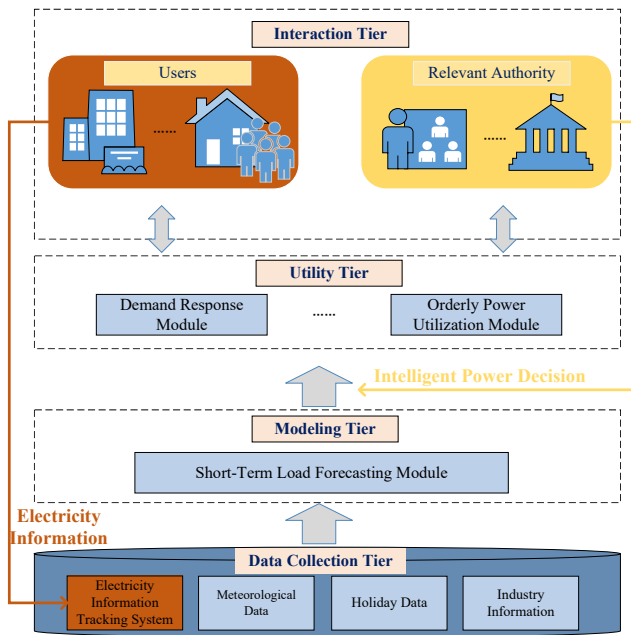 Interaction Tier
Users
Relevant Authority
......
......
Utility Tier
Demand Response
Module
......
Orderly Power
Utilization Module
Intelligent Power Decision
Modeling Tier
Short-Term Load Forecasting Module
Electricity
Information
Data Collection Tier
Electricity
Information
Tracking System
Meteorological
Data
Holiday Data
Industry
Information